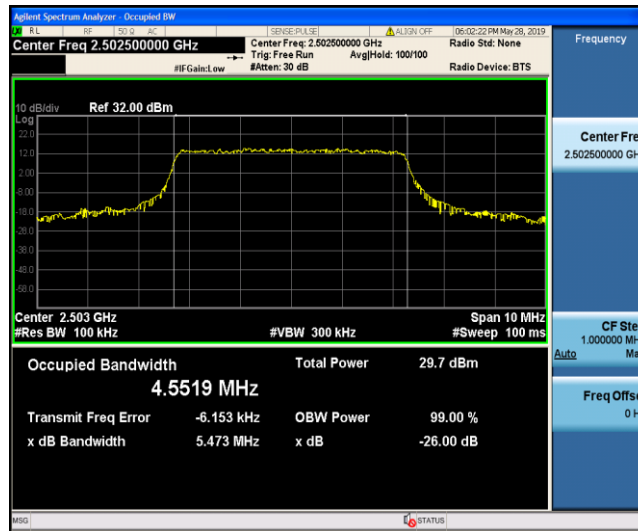 Agilent Spectrum Analyzer - Occupied BW
RL RF 50 Ω AC SENSE:PULSE ALIGN OFF 06:02:22 PM May 28, 2019
Center Freq 2.502500000 GHz
Center Freq: 2.502500000 GHz
Radio Std: None
Trig: Free Run Avg|Hold: 100/100
#IFGain:Low #Atten: 30 dB Radio Device: BTS
Frequency
10 dB/div Ref 32.00 dBm
Log
22.0
12.0
2.00
-8.00
-18.0
-28.0
-38.0
-48.0
-58.0
Center Fre
2.502500000 GH
Center 2.503 GHz Span 10 MHz
#Res BW 100 kHz #VBW 300 kHz #Sweep 100 ms
CF Ste
1.000000 MH
Auto Ma
Occupied Bandwidth Total Power 29.7 dBm
4.5519 MHz
Transmit Freq Error -6.153 kHz OBW Power 99.00 %
x dB Bandwidth 5.473 MHz x dB -26.00 dB
Freq Offse
0 H
MSG STATUS